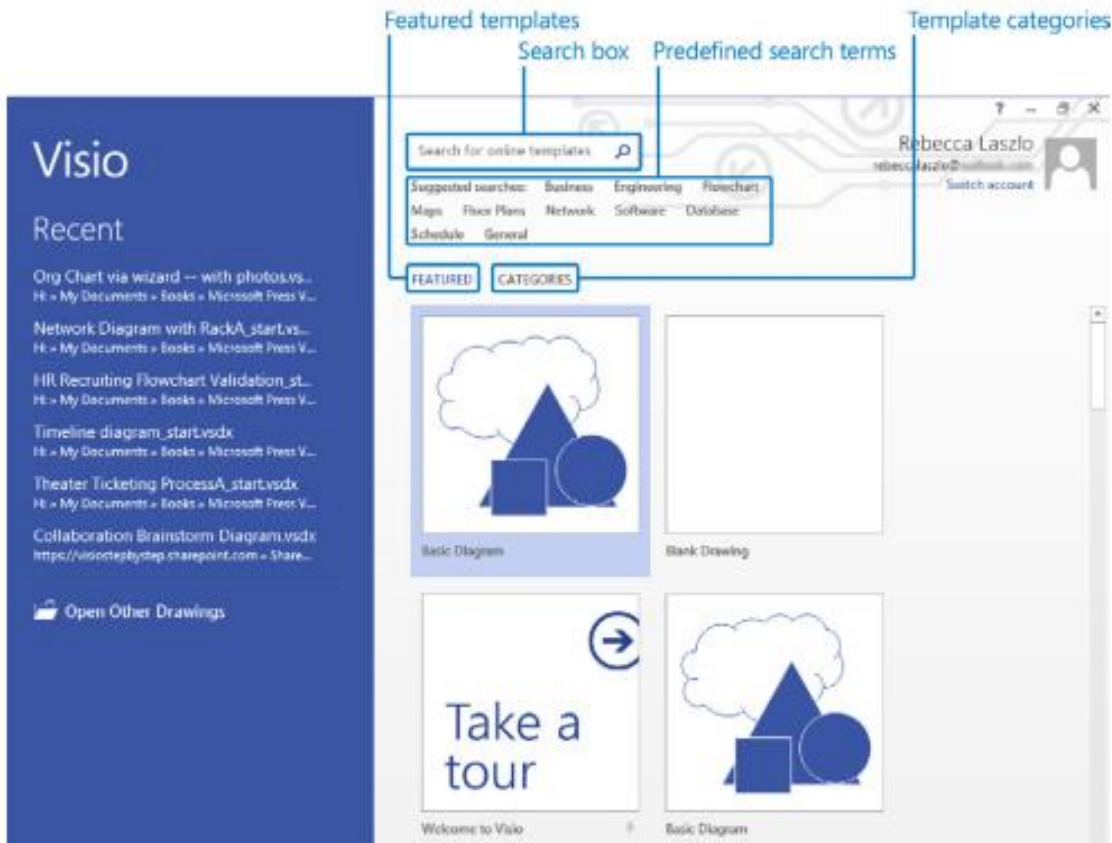 Featured templates
Template categories
Search box
Predefined search terms
? – X
Visio
Search for online templates
Rebecca Laszlo
Switch account
Suggested searches: Business Engineering Flowchart
Maps Floor Plans Network Software Database
Schedule General
Recent
FEATURED
CATEGORIES
Org Chart via wizard -- with photos.vs...
H: » My Documents » Books » Microsoft Press V...
Network Diagram with RackA_start.vs...
H: » My Documents » Books » Microsoft Press V...
HR Recruiting Flowchart Validation_st...
H: » My Documents » Books » Microsoft Press V...
Timeline diagram_start.vsdx
H: » My Documents » Books » Microsoft Press V...
Theater Ticketing ProcessA_start.vsdx
H: » My Documents » Books » Microsoft Press V...
Collaboration Brainstorm Diagram.vsdx
https://visiostepbystep.sharepoint.com » Share...
Open Other Drawings
Basic Diagram
Blank Drawing
Take a
tour
Welcome to Visio
Basic Diagram